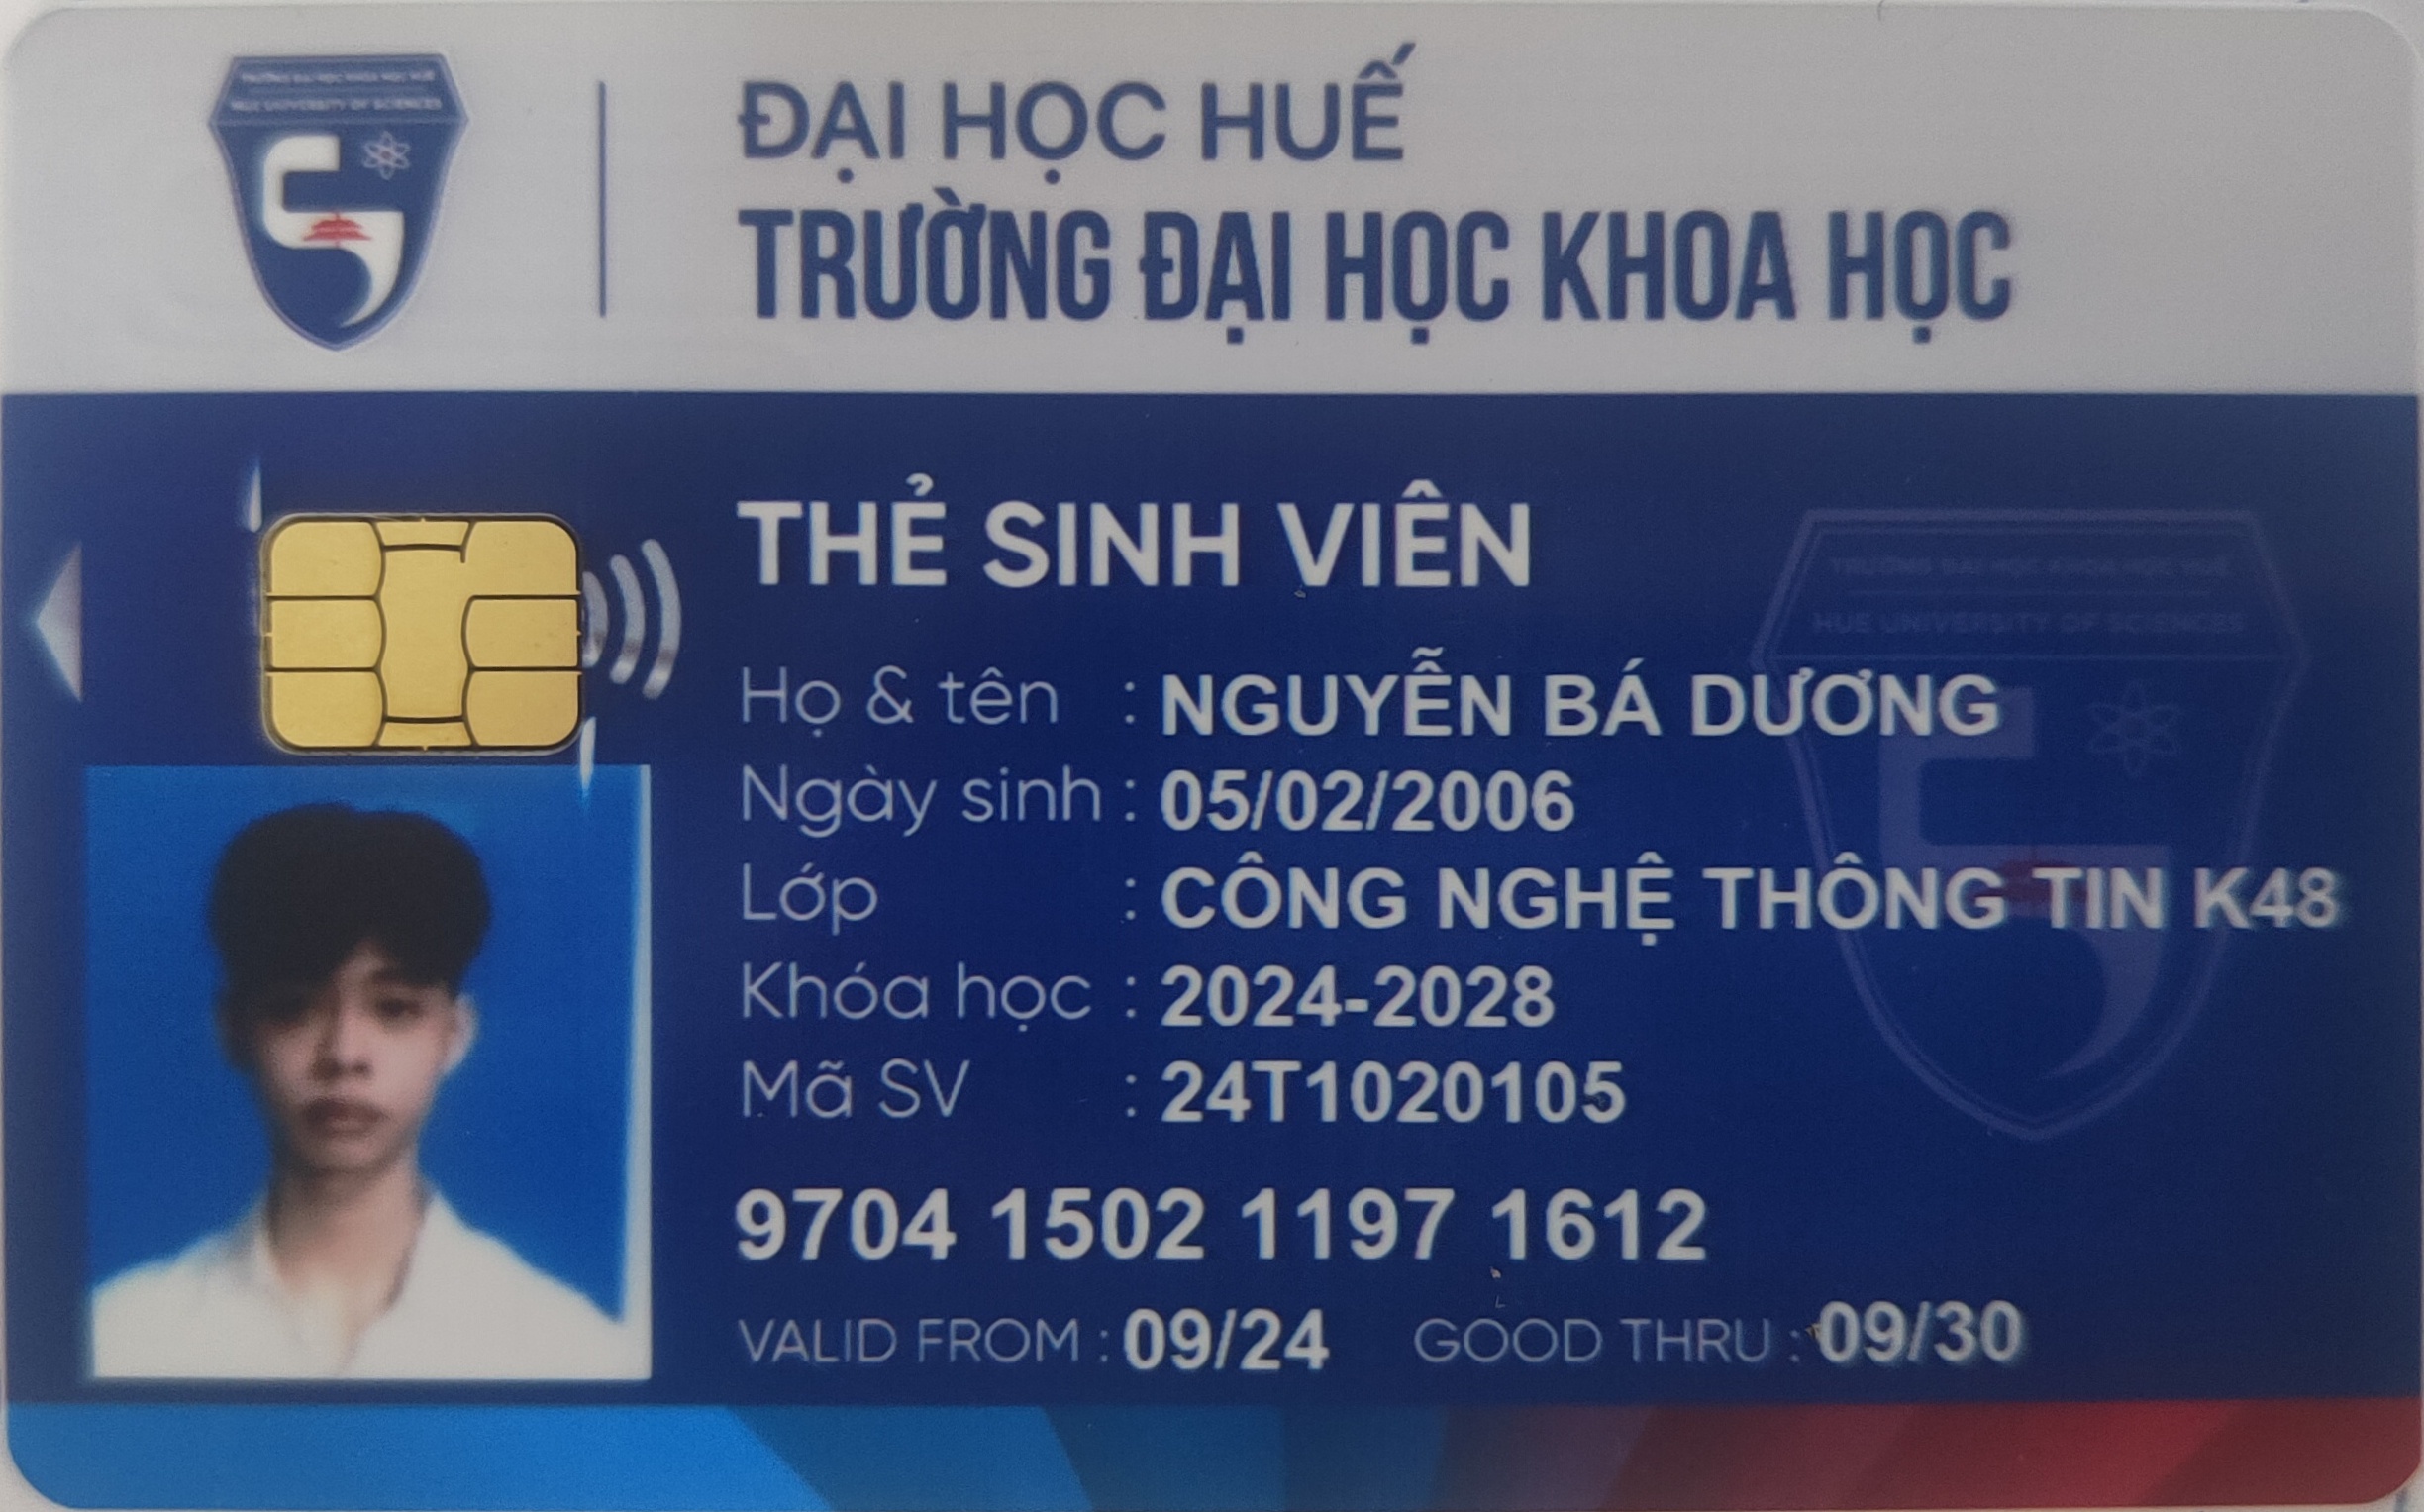 TRƯỜNG ĐẠI HỌC KHOA HỌC HUẾ
HUE UNIVERSITY OF SCIENCES
ĐẠI HỌC HUẾ
TRƯỜNG ĐẠI HỌC KHOA HỌC
THẺ SINH VIÊN
TRƯỜNG ĐẠI HỌC KHOA HỌC HUẾ
HUE UNIVERSITY OF SCIENCES
Họ & tên : NGUYỄN BÁ DƯƠNG
Ngày sinh : 05/02/2006
Lớp : CÔNG NGHỆ THÔNG TIN K48
Khóa học : 2024-2028
Mã SV : 24T1020105
9704 1502 1197 1612
VALID FROM : 09/24 GOOD THRU : 09/30